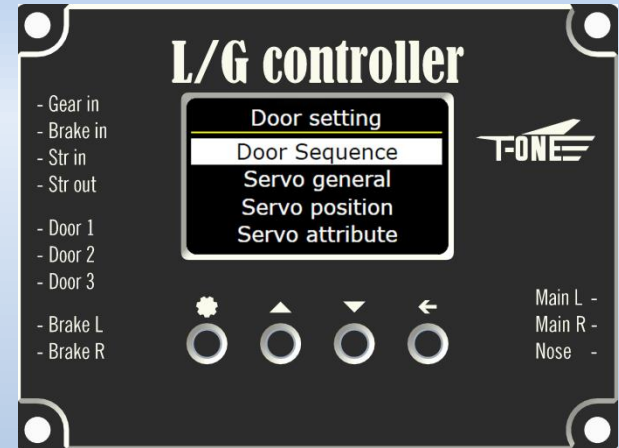 L/G controller
- Gear in
- Brake in
- Str in
- Str out
- Door 1
- Door 2
- Door 3
- Brake L
- Brake R
Door setting
Door Sequence
Servo general
Servo position
Servo attribute
T-ONE
Main L -
Main R -
Nose -